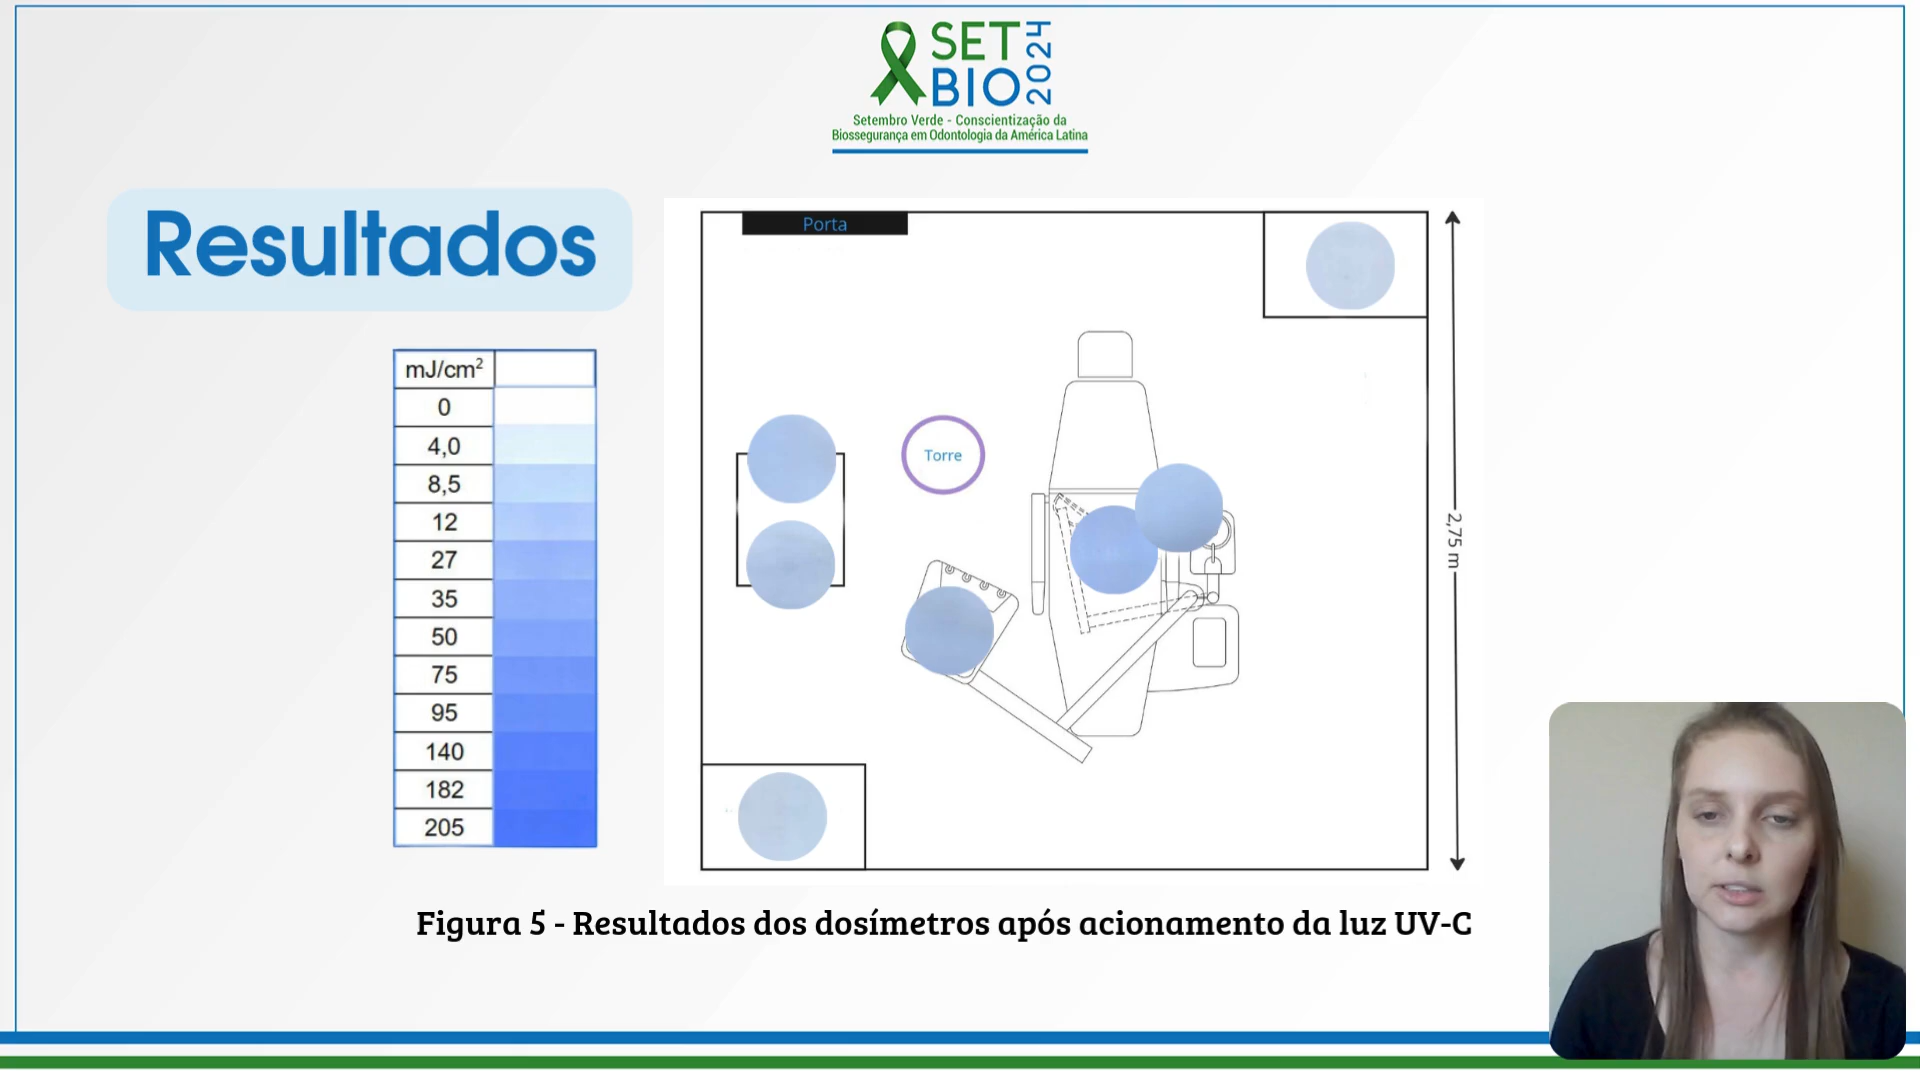 SET
BIO
2024
Setembro Verde - Conscientização da
Biossegurança em Odontologia da América Latina
Resultados
mJ/cm²
0
4,0
8,5
12
27
35
50
75
95
140
182
205
Porta
Torre
2,75 m
Figura 5 - Resultados dos dosímetros após acionamento da luz UV-C